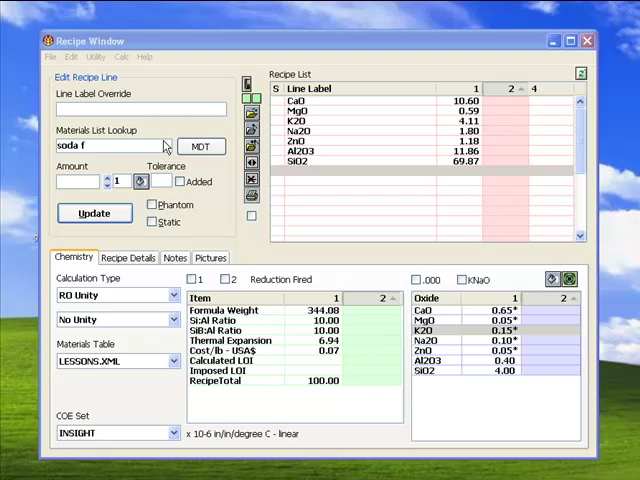 Recipe Window
File Edit Utility Calc Help
Edit Recipe Line
Line Label Override
Materials List Lookup
soda f
MDT
Amount
Tolerance
1
Added
Update
Phantom
Static
Recipe List
S Line Label 1 2 4
CaO 10.60
MgO 0.59
K2O 4.11
Na2O 1.80
ZnO 1.18
Al2O3 11.86
SiO2 69.87
Chemistry Recipe Details Notes Pictures
Calculation Type
RO Unity
No Unity
Materials Table
LESSONS.XML
COE Set
INSIGHT
1 2 Reduction Fired
Item 1 2
Formula Weight 344.08
Si:Al Ratio 10.00
SiB:Al Ratio 10.00
Thermal Expansion 6.94
Cost/lb - USA$ 0.07
Calculated LOI
Imposed LOI
RecipeTotal 100.00
x 10-6 in/in/degree C - linear
.000 KNaO
Oxide 1 2
CaO 0.65*
MgO 0.05*
K2O 0.15*
Na2O 0.10*
ZnO 0.05*
Al2O3 0.40
SiO2 4.00